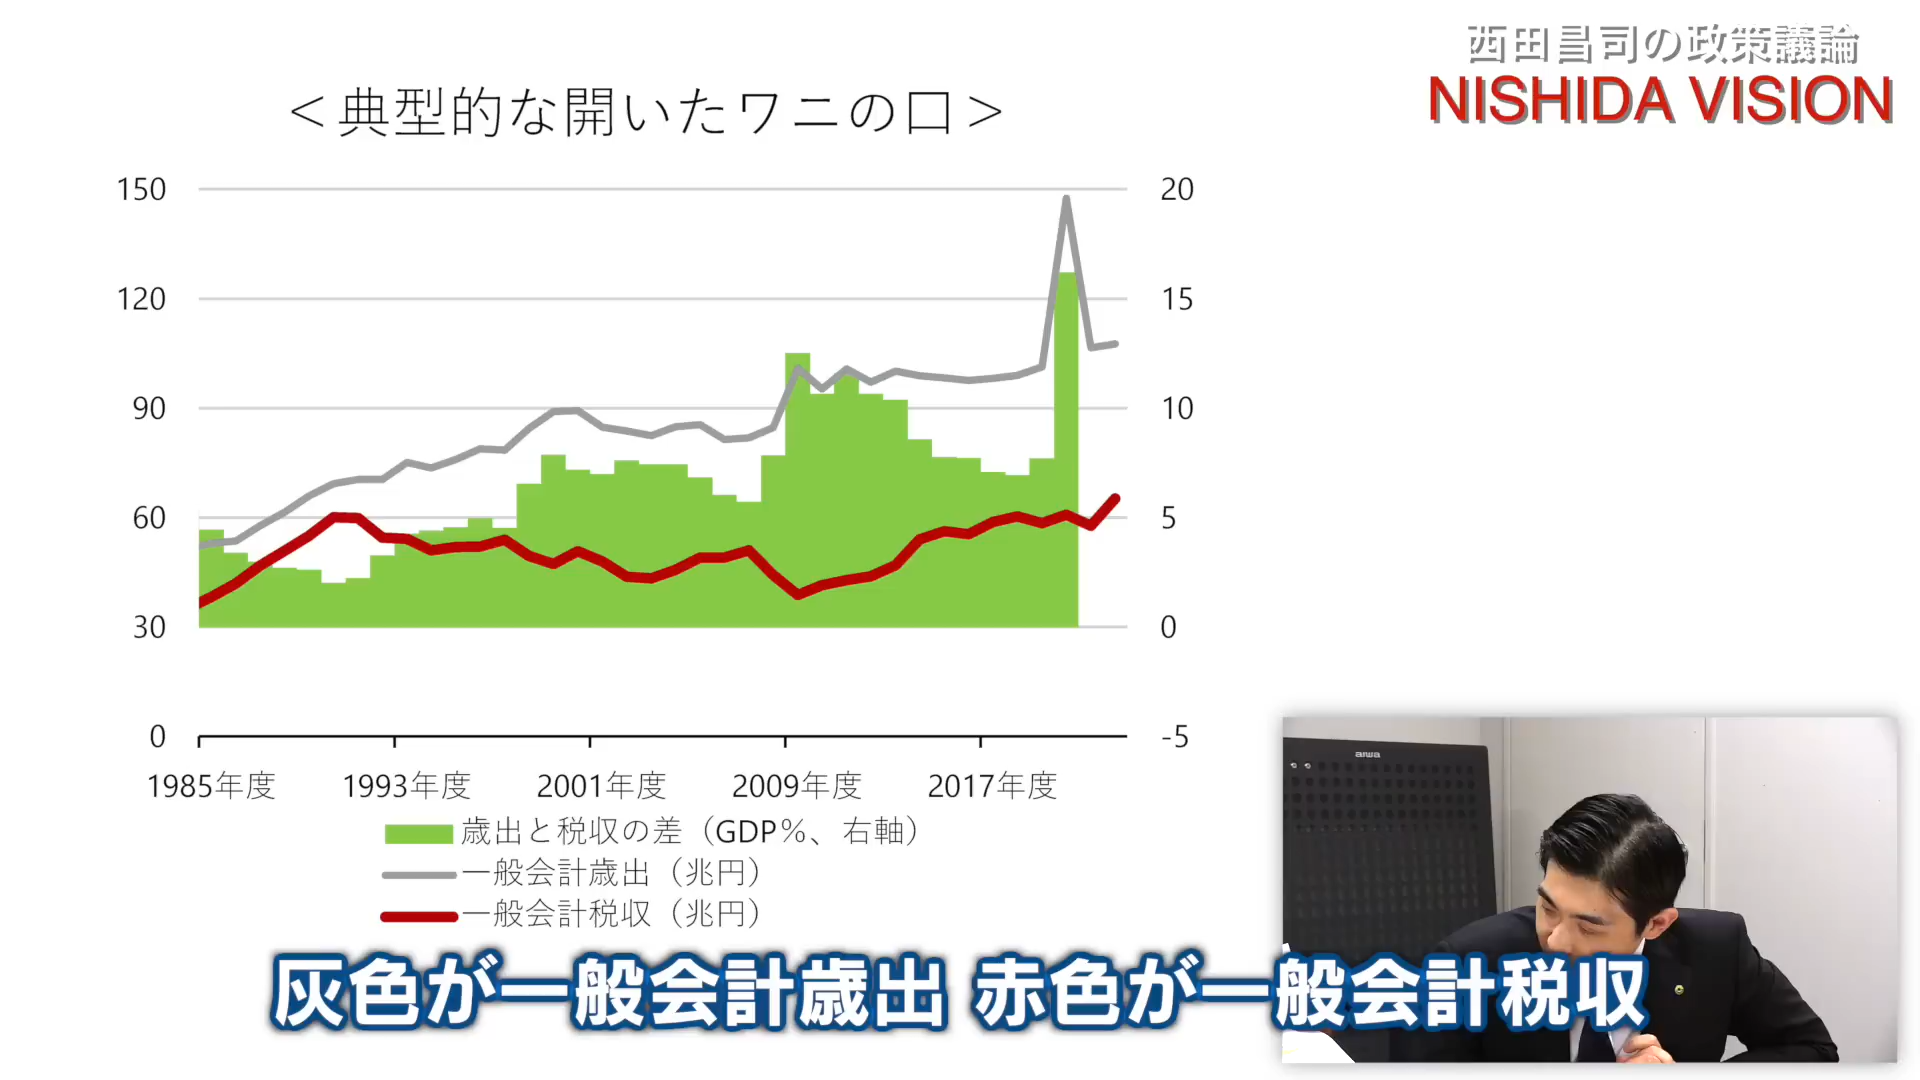 西田昌司の政策議論
NISHIDA VISION
＜典型的な開いたワニの口＞
150
120
90
60
30
0
20
15
10
5
0
-5
1985年度
1993年度
2001年度
2009年度
2017年度
歳出と税収の差（GDP％、右軸）
一般会計歳出（兆円）
一般会計税収（兆円）
aiwa
灰色が一般会計歳出 赤色が一般会計税収